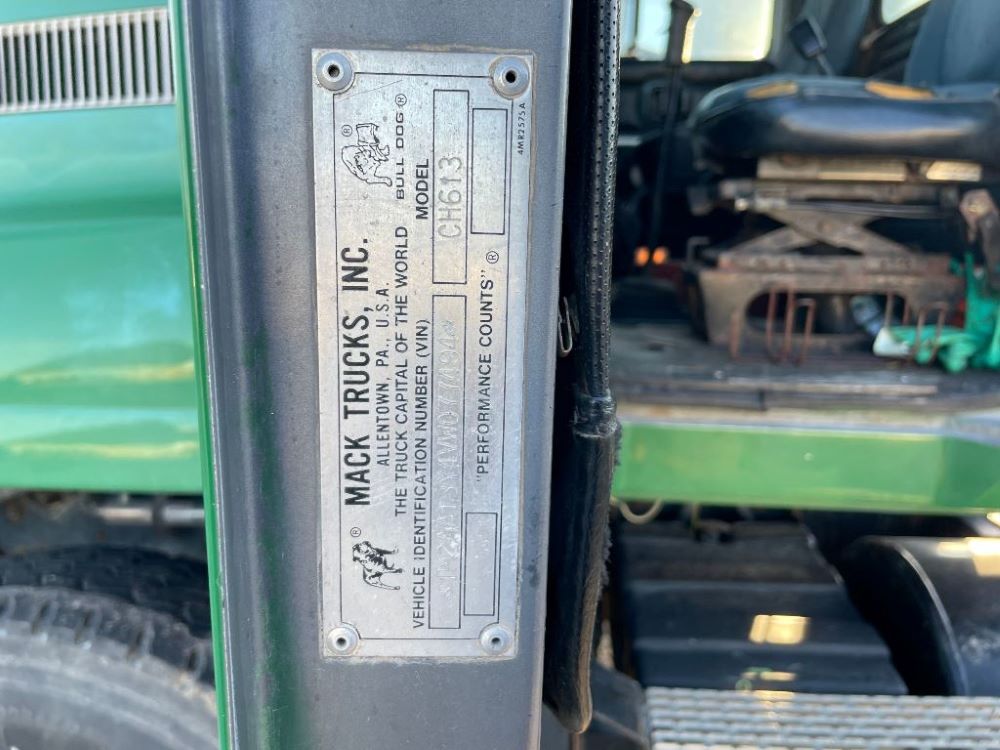 MACK TRUCKS, INC.
ALLENTOWN, PA., U.S.A.
THE TRUCK CAPITAL OF THE WORLD
BULL DOG®
VEHICLE IDENTIFICATION NUMBER (VIN)
MODEL
CH613
"PERFORMANCE COUNTS"®
4MR2575A